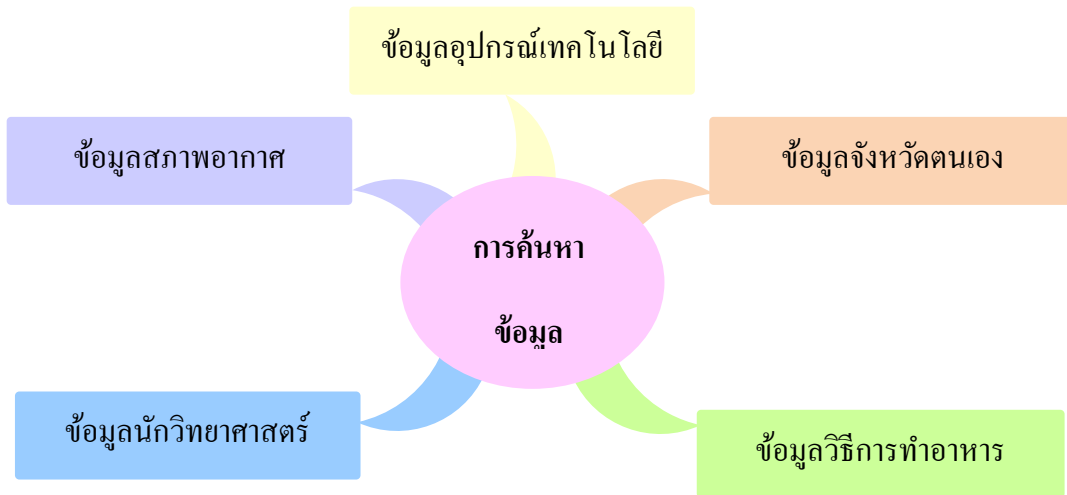 ข้อมูลอุปกรณ์เทคโนโลยี
ข้อมูลสภาพอากาศ
ข้อมูลจังหวัดตนเอง
การค้นหา
ข้อมูล
ข้อมูลนักวิทยาศาสตร์
ข้อมูลวิธีการทำอาหาร